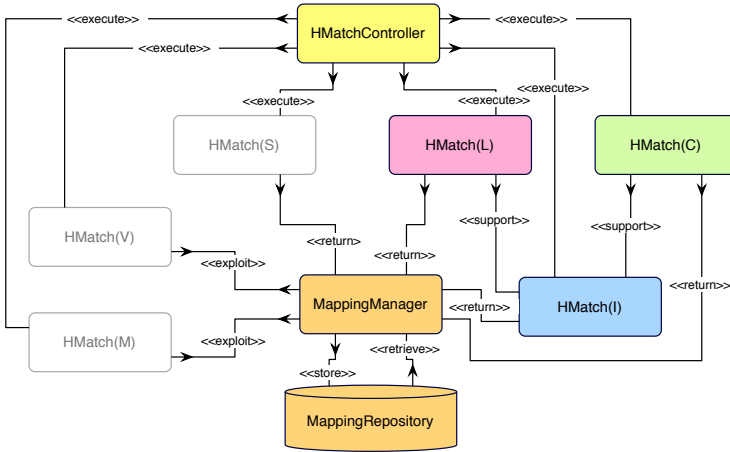 <<execute>>
<<execute>>
HMatchController
<<execute>>
<<execute>>
<<execute>>
<<execute>>
HMatch(S)
HMatch(L)
HMatch(C)
<<support>>
<<support>>
HMatch(V)
<<return>
<<return>>
<<exploit>>
<<return>>
MappingManager
<<return>>
HMatch(I)
HMatch(M)
<<exploit>>
<<retrieve>>
<<store>>
MappingRepository